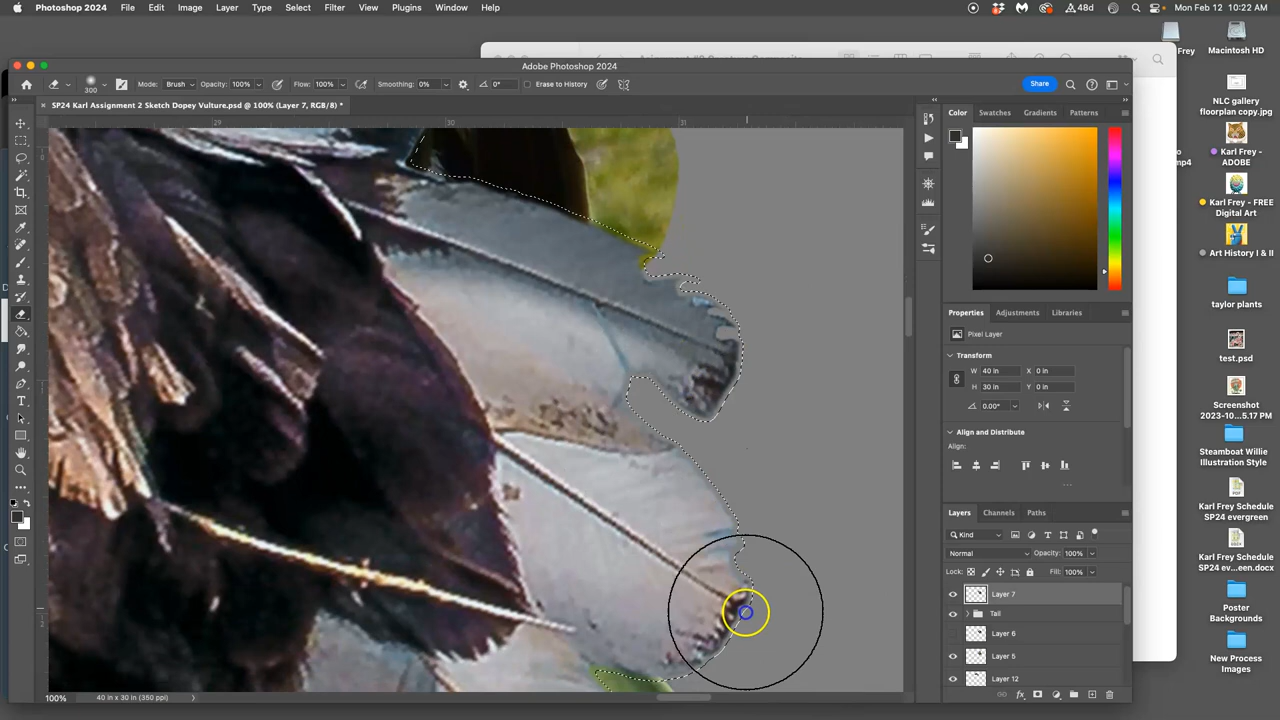 Photoshop 2024 File Edit Image Layer Type Select Filter View Plugins Window Help 48d Mon Feb 12 10:22 AM
Adobe Photoshop 2024
300 Mode: Brush Opacity: 100% Flow: 100% Smoothing: 0% 0° Erase to History Share
× SP24 Karl Assignment 2 Sketch Dopey Vulture.psd @ 100% (Layer 7, RGB/8) *
29 30 31
Color Swatches Gradients Patterns
Properties Adjustments Libraries
Pixel Layer
Transform
W 40 in X 0 in
H 30 in Y 0 in
0.00°
Align and Distribute
Align:
...
Layers Channels Paths
Kind
Normal Opacity: 100%
Lock: Fill: 100%
Layer 7
Tail
Layer 6
Layer 5
Layer 12
fx
100% 40 in x 30 in (350 ppi)
Frey
Macintosh HD
NLC gallery
floorplan copy.jpg
mp4
Karl Frey -
ADOBE
Karl Frey - FREE
Digital Art
Art History I & II
taylor plants
test.psd
Screenshot
2023-10...5.17 PM
Steamboat Willie
Illustration Style
Karl Frey Schedule
SP24 evergreen
Karl Frey Schedule
SP24 ev...een.docx
Poster
Backgrounds
New Process
Images